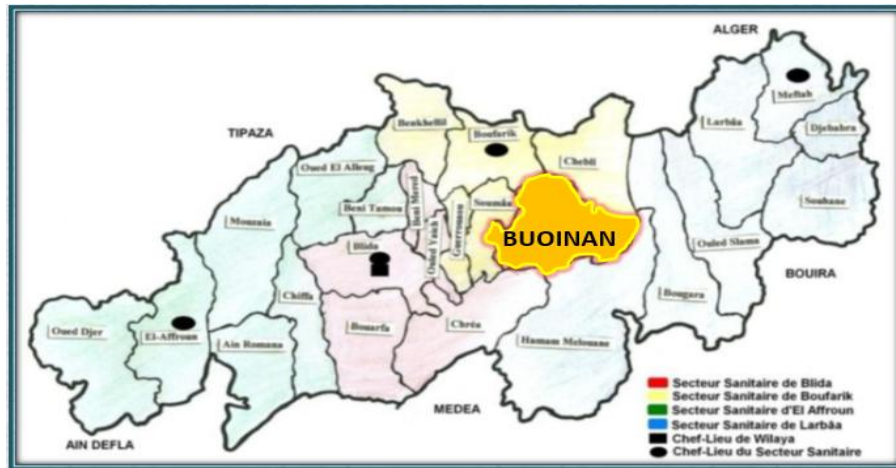 ALGER
Meftah
Larbâa
Djebabra
Benkhellil
Boufarik
TIPAZA
Chebli
Oued El Alleug
Souhane
Beni Tamou
Beni Mered
Soumâa
Mouzaia
Guerrouaou
Ouled Yaich
BUOINAN
Blida
Ouled Slama
BOUIRA
Chiffa
Bougara
Oued Djer
El-Affroun
Bouarfa
Chréa
Ain Romana
Hamam Melouane
MEDEA
AIN DEFLA
Secteur Sanitaire de Blida
Secteur Sanitaire de Boufarik
Secteur Sanitaire d'El Affroun
Secteur Sanitaire de Larbâa
Chef-Lieu de Wilaya
Chef-Lieu du Secteur Sanitaire